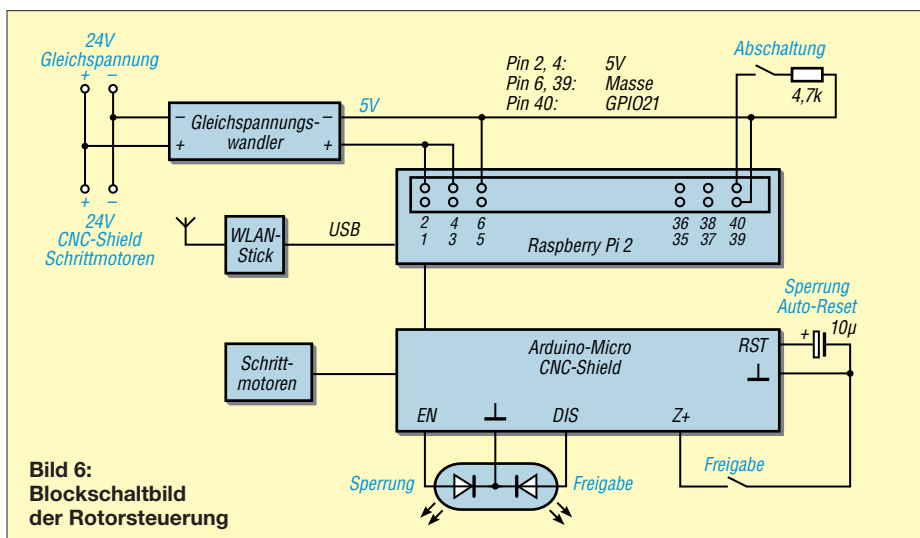 24V
Gleichspannung
+ –
– 5V –
Gleichspannungs-
wandler
+ +
+ –
24V
CNC-Shield
Schrittmotoren
Pin 2, 4: 5V
Pin 6, 39: Masse
Pin 40: GPIO21
Abschaltung
4,7k
WLAN-
Stick
USB
2 4 6 36 38 40
1 3 5 35 37 39
Raspberry Pi 2
Sperrung
Auto-Reset
+ 10µ
Schritt-
motoren
Arduino-Micro
CNC-Shield
RST
EN DIS Z+
Sperrung Freigabe
Freigabe
Bild 6:
Blockschaltbild
der Rotorsteuerung